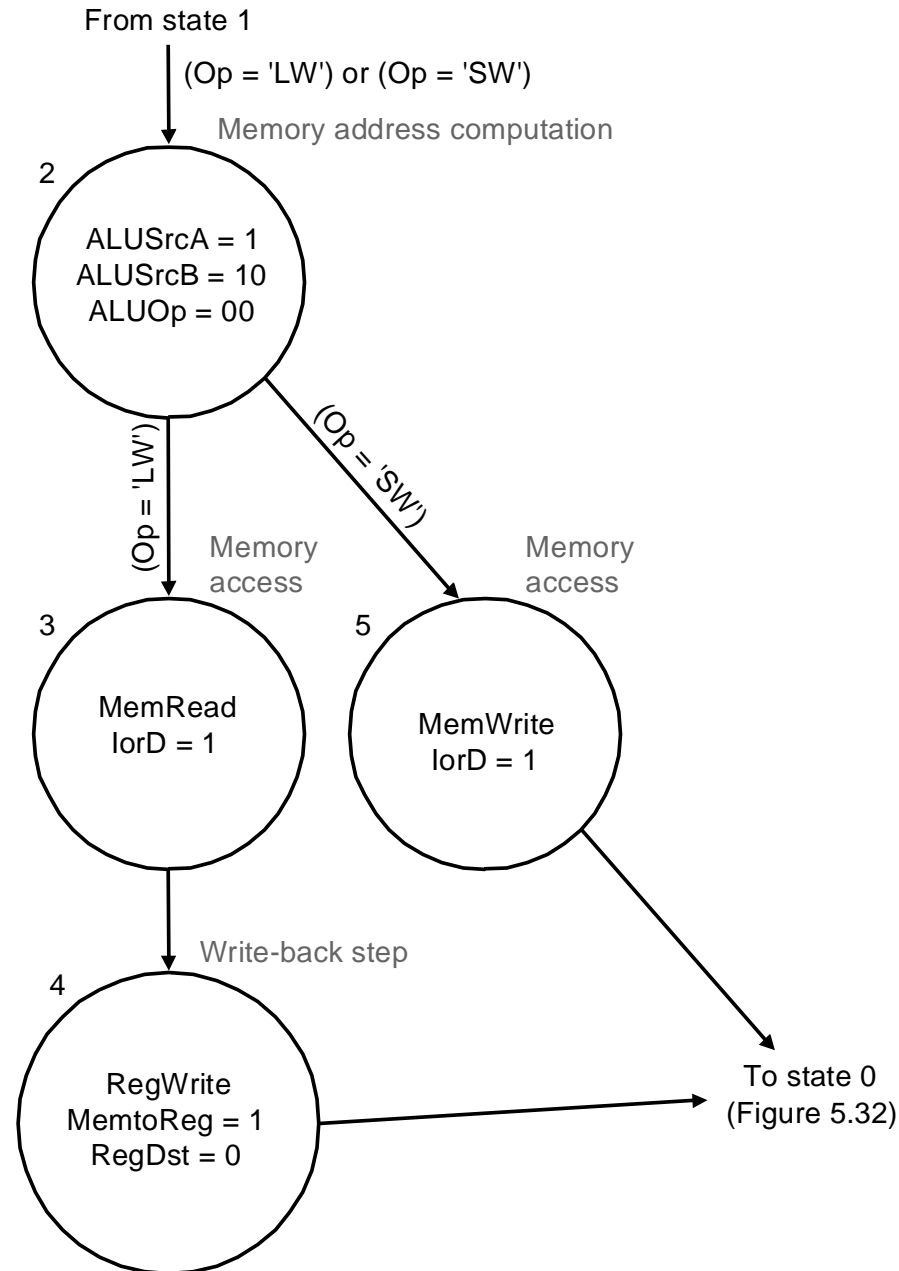 From state 1
(Op = 'LW') or (Op = 'SW')
Memory address computation
2
ALUSrcA = 1
ALUSrcB = 10
ALUOp = 00
(Op = 'LW')
(Op = 'SW')
Memory
access
Memory
access
3
MemRead
IorD = 1
5
MemWrite
IorD = 1
Write-back step
4
RegWrite
MemtoReg = 1
RegDst = 0
To state 0
(Figure 5.32)